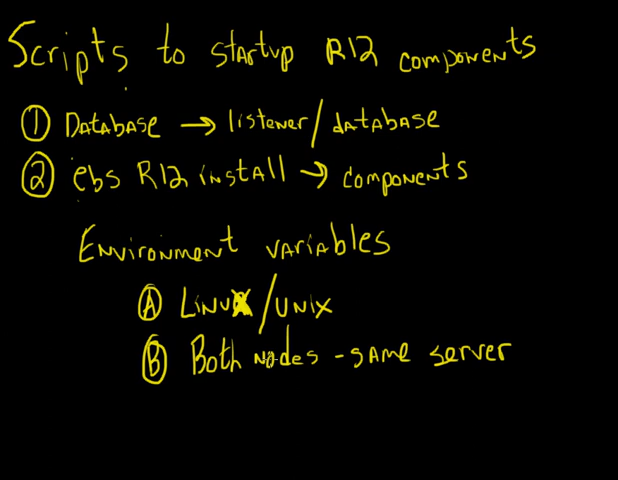 Scripts to startup R12 components
① Database → listener/database
② ebs R12 install → components
Environment variables
Ⓐ Linux/Unix
Ⓑ Both nodes - same server